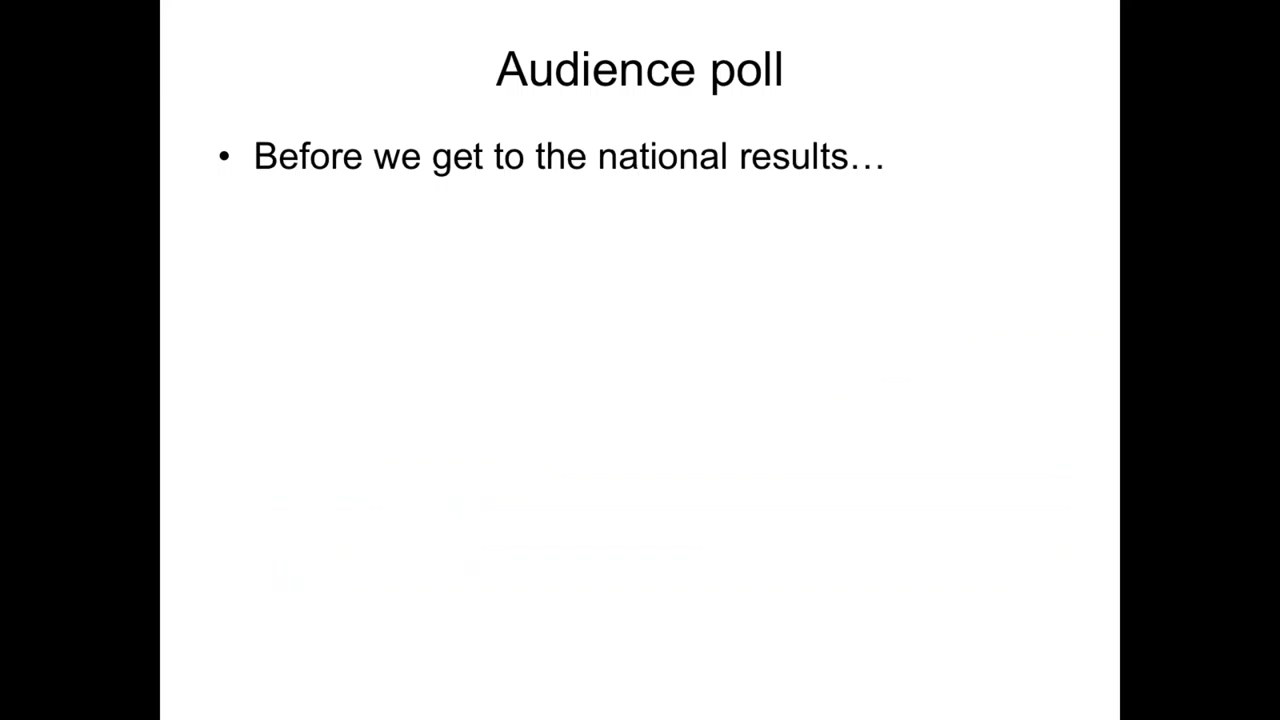 Audience poll
• Before we get to the national results…